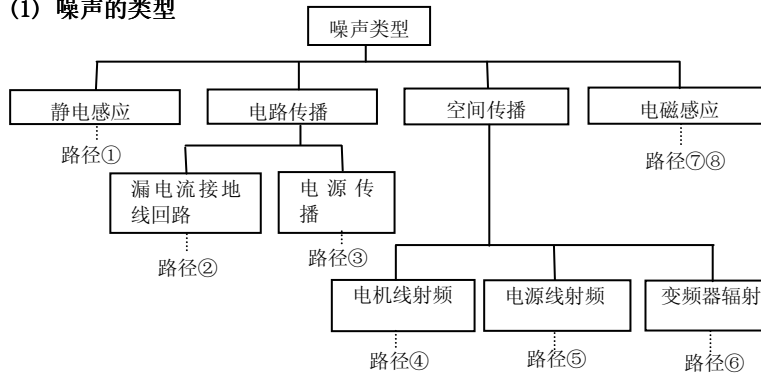 (1) 噪声的类型
噪声类型
静电感应
电路传播
空间传播
电磁感应
路径①
路径⑦⑧
漏电流接地
线回路
电源传
播
路径②
路径③
电机线射频
电源线射频
变频器辐射
路径④
路径⑤
路径⑥